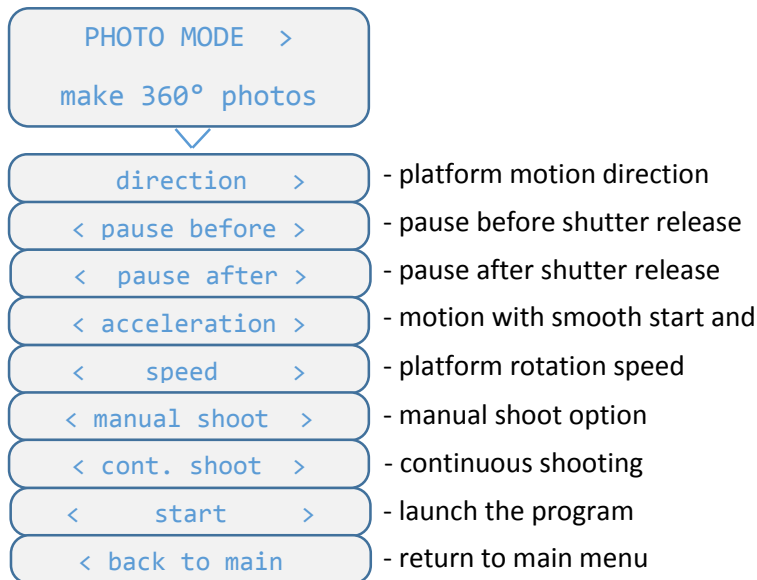 PHOTO MODE >
make 360° photos
direction > - platform motion direction
< pause before > - pause before shutter release
< pause after > - pause after shutter release
< acceleration > - motion with smooth start and
< speed > - platform rotation speed
< manual shoot > - manual shoot option
< cont. shoot > - continuous shooting
< start > - launch the program
< back to main - return to main menu